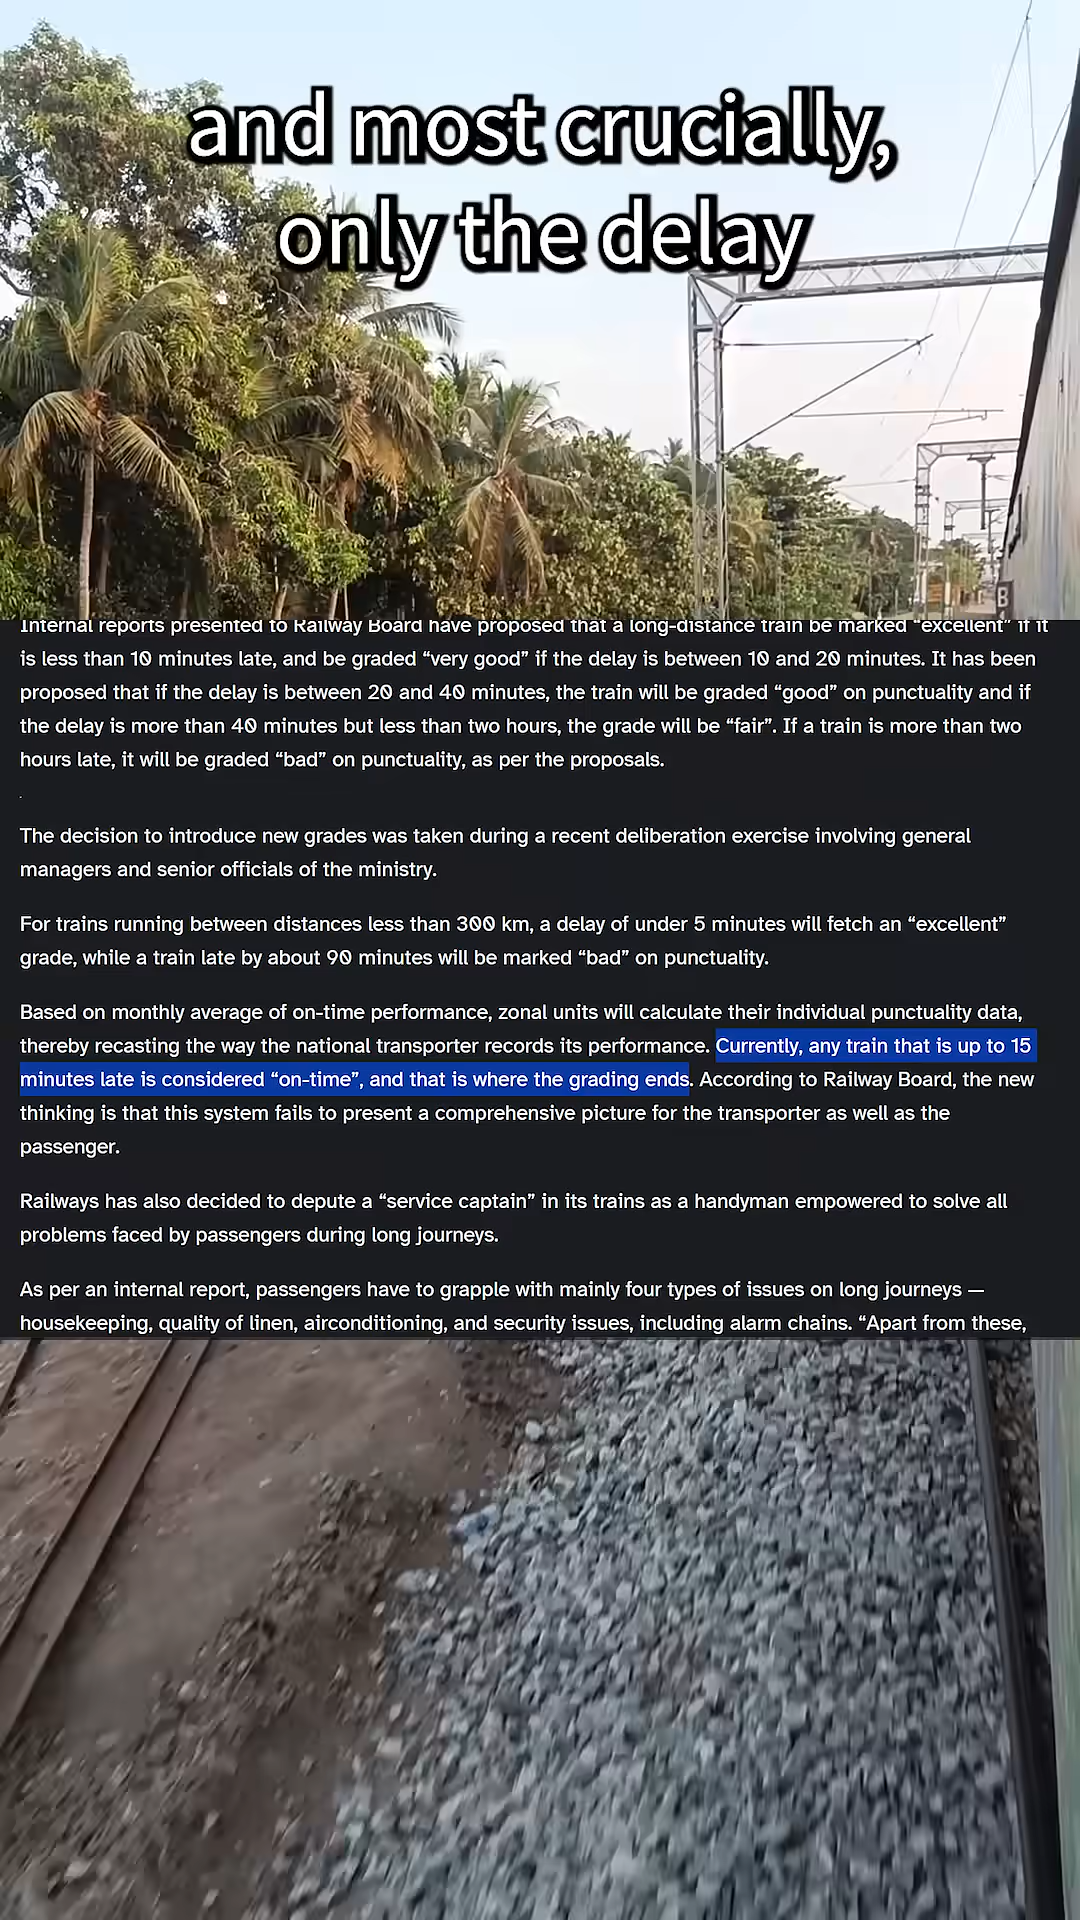 and most crucially,
only the delay
B
Internal reports presented to Railway Board have proposed that a long-distance train be marked “excellent” if it
is less than 10 minutes late, and be graded “very good” if the delay is between 10 and 20 minutes. It has been
proposed that if the delay is between 20 and 40 minutes, the train will be graded “good” on punctuality and if
the delay is more than 40 minutes but less than two hours, the grade will be “fair”. If a train is more than two
hours late, it will be graded “bad” on punctuality, as per the proposals.
.
The decision to introduce new grades was taken during a recent deliberation exercise involving general
managers and senior officials of the ministry.
For trains running between distances less than 300 km, a delay of under 5 minutes will fetch an “excellent”
grade, while a train late by about 90 minutes will be marked “bad” on punctuality.
Based on monthly average of on-time performance, zonal units will calculate their individual punctuality data,
thereby recasting the way the national transporter records its performance. Currently, any train that is up to 15
minutes late is considered “on-time”, and that is where the grading ends. According to Railway Board, the new
thinking is that this system fails to present a comprehensive picture for the transporter as well as the
passenger.
Railways has also decided to depute a “service captain” in its trains as a handyman empowered to solve all
problems faced by passengers during long journeys.
As per an internal report, passengers have to grapple with mainly four types of issues on long journeys —
housekeeping, quality of linen, airconditioning, and security issues, including alarm chains. “Apart from these,